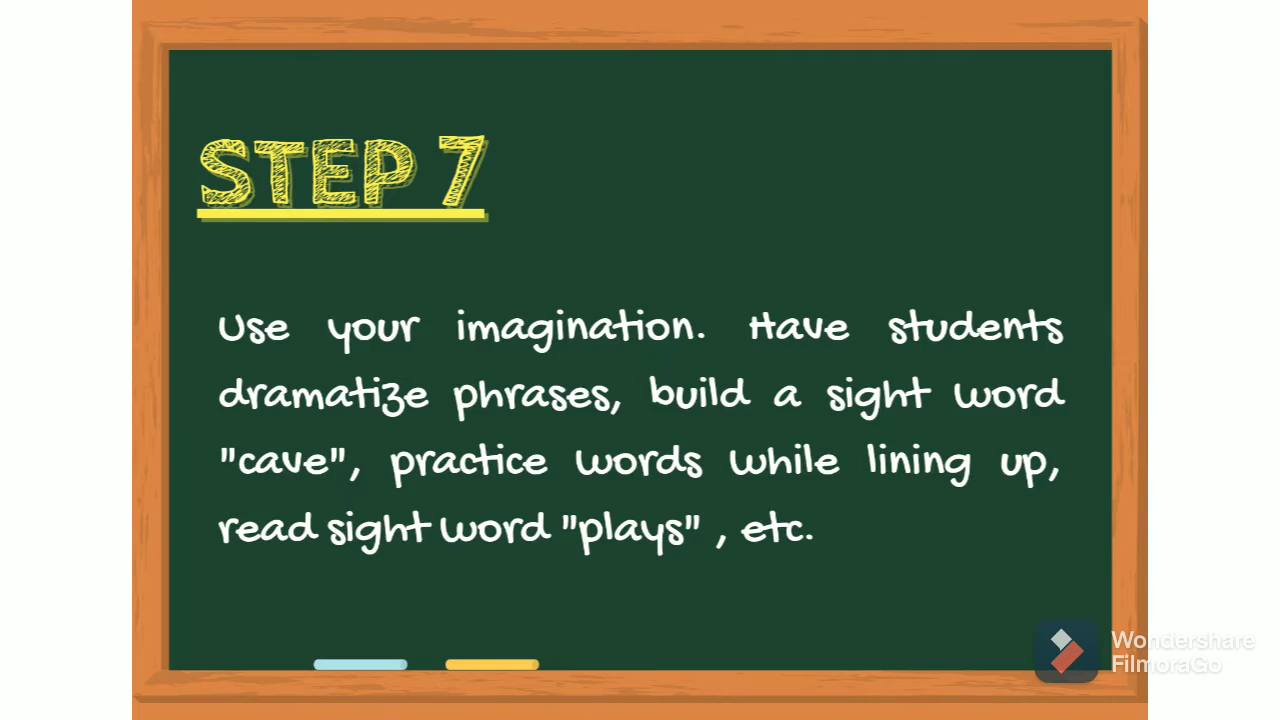 STEP 7
Use your imagination. Have students
dramatize phrases, build a sight word
"cave", practice words while lining up,
read sight word "plays" , etc.
Wondershare
FilmoraGo